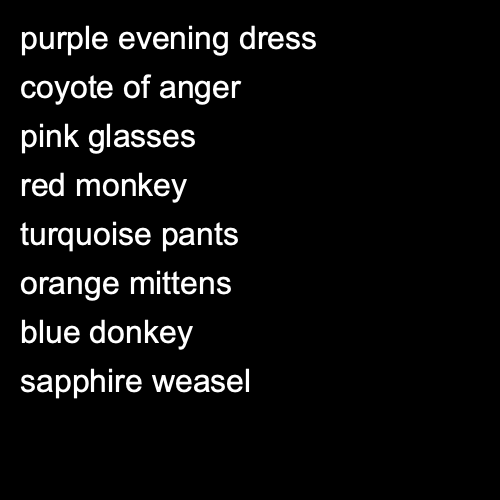 purple evening dress
coyote of anger
pink glasses
red monkey
turquoise pants
orange mittens
blue donkey
sapphire weasel